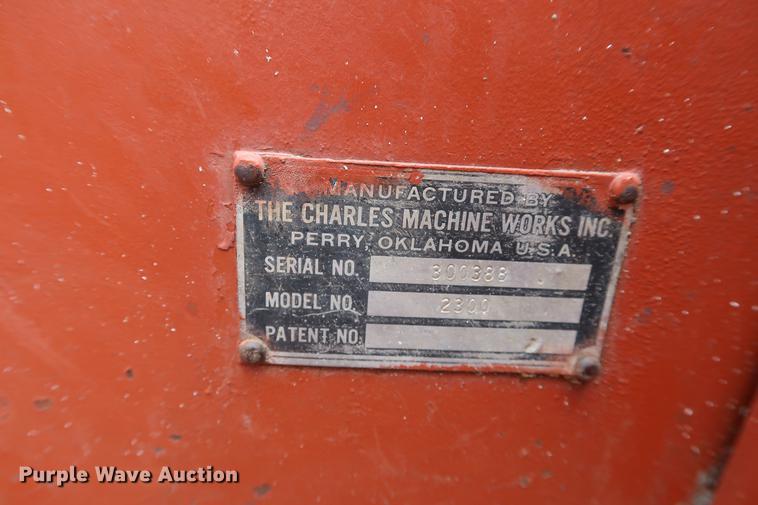 MANUFACTURED BY
THE CHARLES MACHINE WORKS INC.
PERRY, OKLAHOMA U.S.A.
SERIAL NO. 300388
MODEL NO. 2300
PATENT NO.
Purple Wave Auction